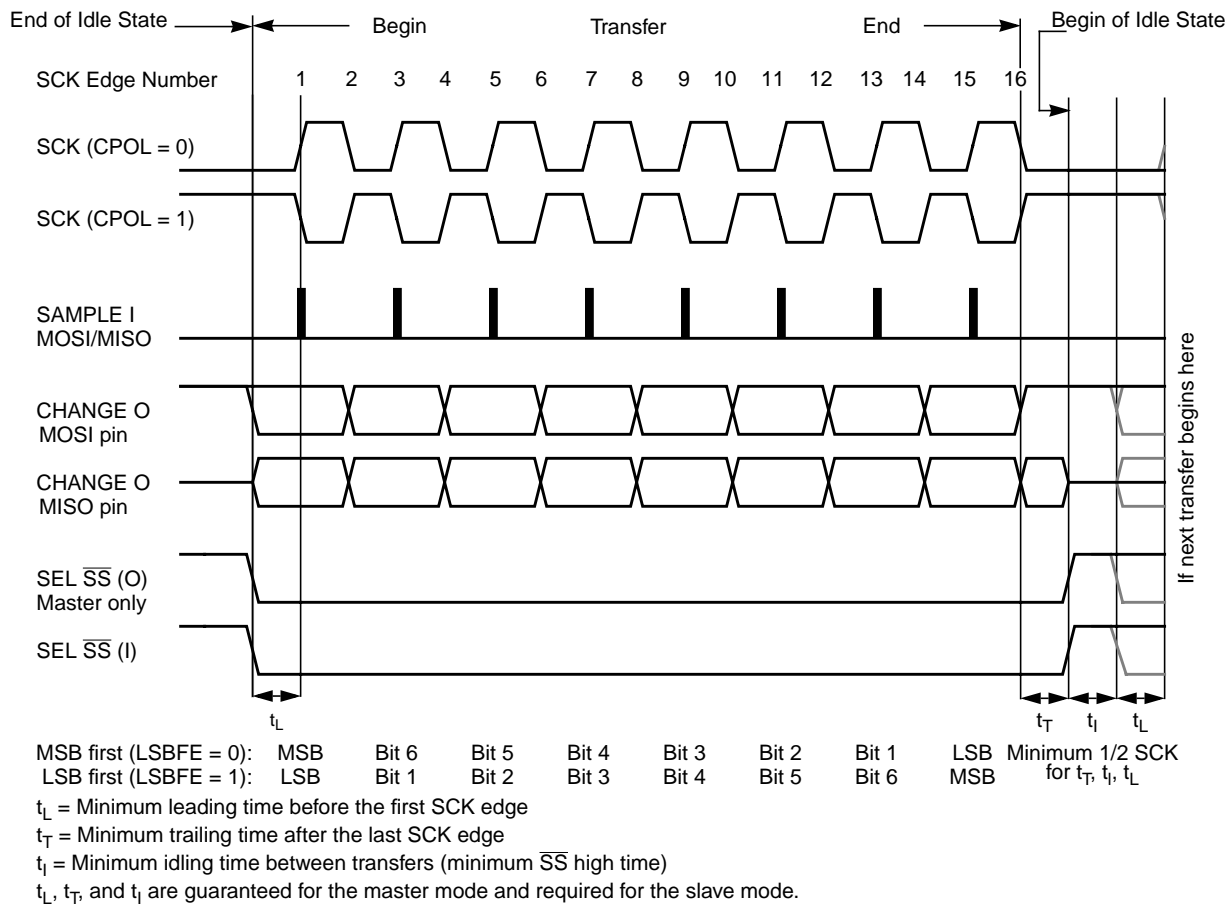 End of Idle State
Begin
Transfer
End
Begin of Idle State
SCK Edge Number
1 2 3 4 5 6 7 8 9 10 11 12 13 14 15 16
SCK (CPOL = 0)
SCK (CPOL = 1)
SAMPLE I
MOSI/MISO
CHANGE O
MOSI pin
CHANGE O
MISO pin
SEL S̅S̅ (O)
Master only
SEL S̅S̅ (I)
If next transfer begins here
tL
tT tI tL
MSB first (LSBFE = 0): MSB Bit 6 Bit 5 Bit 4 Bit 3 Bit 2 Bit 1 LSB Minimum 1/2 SCK
LSB first (LSBFE = 1): LSB Bit 1 Bit 2 Bit 3 Bit 4 Bit 5 Bit 6 MSB for tT, tI, tL
tL = Minimum leading time before the first SCK edge
tT = Minimum trailing time after the last SCK edge
tI = Minimum idling time between transfers (minimum S̅S̅ high time)
tL, tT, and tI are guaranteed for the master mode and required for the slave mode.